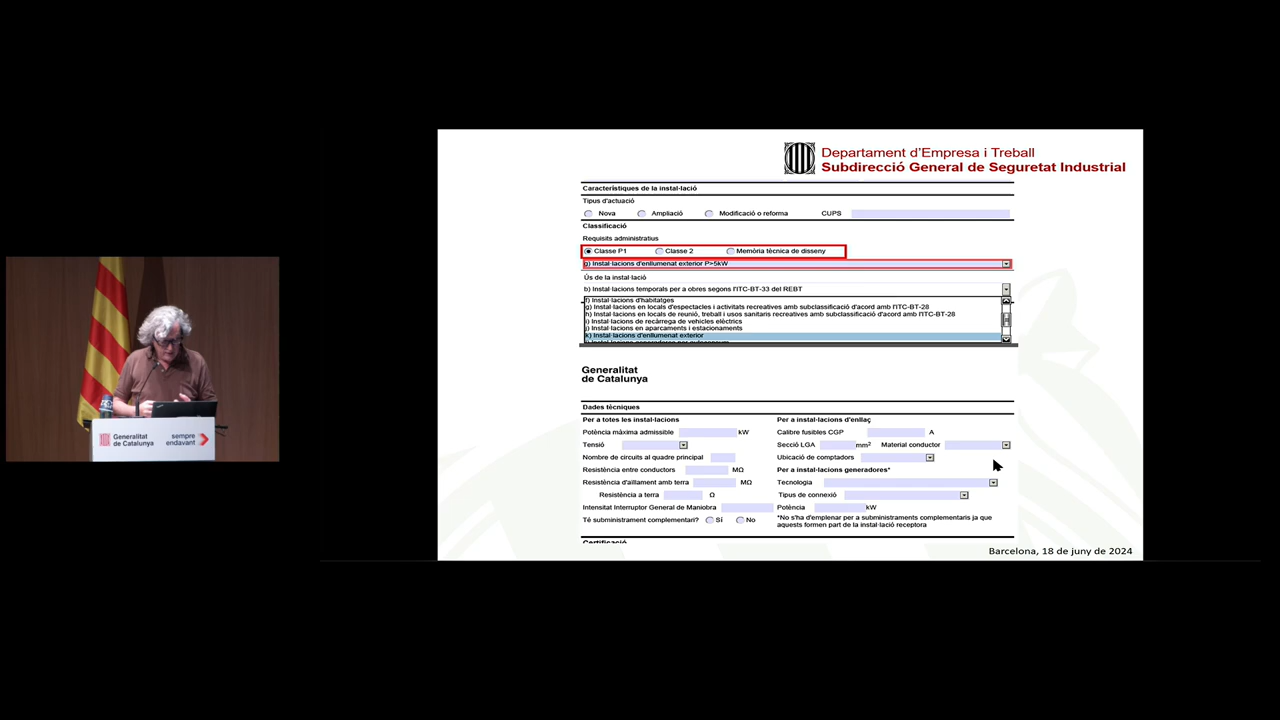 Departament d'Empresa i Treball
Subdirecció General de Seguretat Industrial
Característiques de la instal·lació
Tipus d'actuació
Nova Ampliació Modificació o reforma CUPS
Classificació
Requisits administratius
Classe P1 Classe 2 Memòria tècnica de disseny
g) Instal·lacions d'enllumenat exterior P>5kW
Ús de la instal·lació
b) Instal·lacions temporals per a obres segons l'ITC-BT-33 del REBT
f) Instal·lacions d'habitatges
g) Instal·lacions en locals d'espectacles i activitats recreatives amb subclassificació d'acord amb l'ITC-BT-28
h) Instal·lacions en locals de reunió, treball i usos sanitaris recreatives amb subclassificació d'acord amb l'ITC-BT-28
i) Instal·lacions de recàrrega de vehicles elèctrics
j) Instal·lacions en aparcaments i estacionaments
k) Instal·lacions d'enllumenat exterior
Generalitat
de Catalunya
Dades tècniques
Per a totes les instal·lacions Per a instal·lacions d'enllaç
Potència màxima admissible kW Calibre fusibles CGP A
Tensió Secció LGA mm² Material conductor
Nombre de circuits al quadre principal Ubicació de comptadors
Resistència entre conductors MΩ Per a instal·lacions generadores*
Resistència d'aïllament amb terra MΩ Tecnologia
Resistència a terra Ω Tipus de connexió
Intensitat Interruptor General de Maniobra Potència kW
Té subministrament complementari? Sí No *No s'ha d'emplenar per a subministraments complementaris ja que
aquests formen part de la instal·lació receptora
Certificació
Barcelona, 18 de juny de 2024
Generalitat
de Catalunya
sempre
endavant